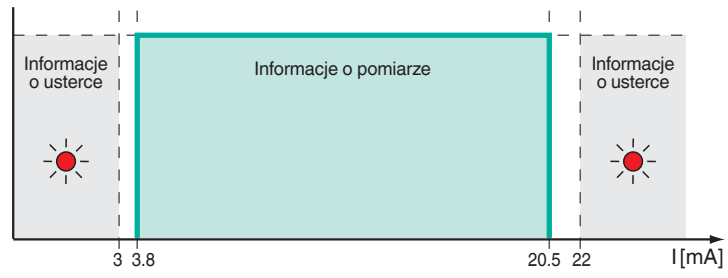 Informacje
o usterce
Informacje o pomiarze
Informacje
o usterce
3 3.8 20.5 22 I [mA]